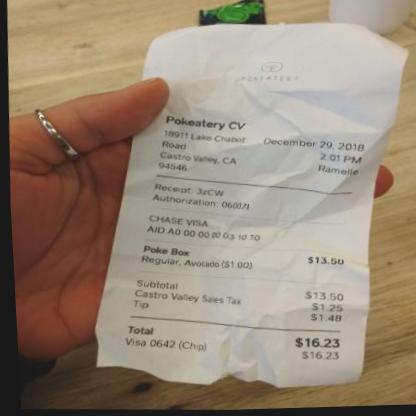 POKEATERY
Pokeatery CV
18911 Lake Chabot Road
Castro Valley, CA 94546
December 29, 2018
2:01 PM
Ramelle
Receipt: 3zCW
Authorization:
CHASE VISA
AID A0 00 00 00 03 10 10
Poke Box $13.50
Regular, Avocado ($1.00)
Subtotal $13.50
Castro Valley Sales Tax $1.25
Tip $1.48
Total $16.23
Visa 0642 (Chip) $16.23